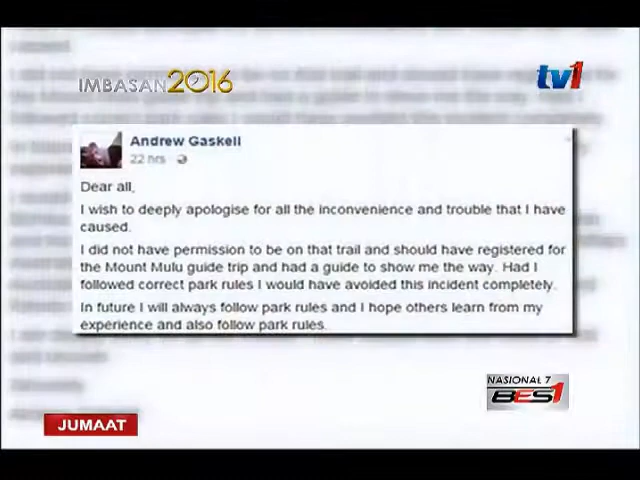 IMBASAN2016
tv1
Andrew Gaskell
22 hrs
Dear all,
I wish to deeply apologise for all the inconvenience and trouble that I have
caused.
I did not have permission to be on that trail and should have registered for
the Mount Mulu guide trip and had a guide to show me the way. Had I
followed correct park rules I would have avoided this incident completely.
In future I will always follow park rules and I hope others learn from my
experience and also follow park rules.
NASIONAL 7
BES1
JUMAAT